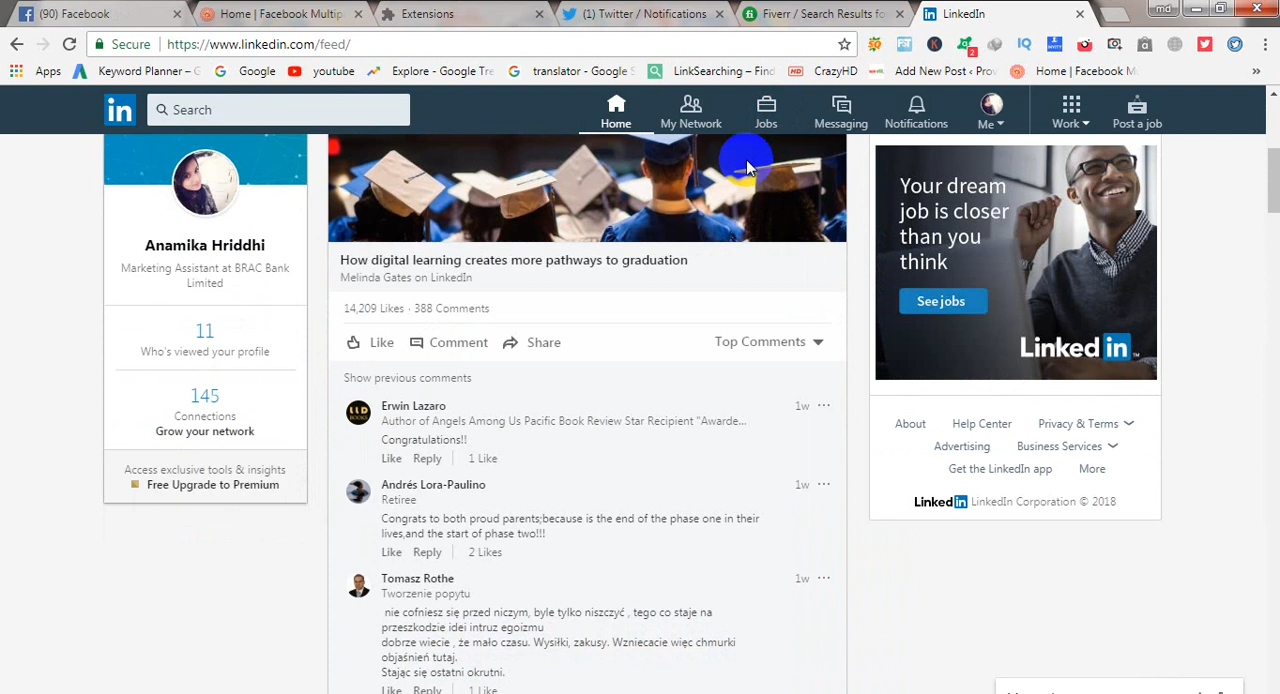 (90) Facebook
Home | Facebook Multip
Extensions
(1) Twitter / Notifications
Fiverr / Search Results fo
LinkedIn
md
Secure
https://www.linkedin.com/feed/
Apps
Keyword Planner – G
Google
youtube
Explore - Google Tre
translator - Google S
LinkSearching – Find
HD CrazyHD
Add New Post ‹ Prov
Home | Facebook M
»
in
Search
Home
My Network
Jobs
Messaging
Notifications
Me
Work
Post a job
Anamika Hriddhi
Marketing Assistant at BRAC Bank
Limited
11
Who's viewed your profile
145
Connections
Grow your network
Access exclusive tools & insights
Free Upgrade to Premium
How digital learning creates more pathways to graduation
Melinda Gates on LinkedIn
14,209 Likes · 388 Comments
Like
Comment
Share
Top Comments
Show previous comments
Erwin Lazaro
1w ···
Author of Angels Among Us Pacific Book Review Star Recipient "Awarde...
Congratulations!!
Like Reply | 1 Like
Andrés Lora-Paulino
1w ···
Retiree
Congrats to both proud parents;because is the end of the phase one in their
lives,and the start of phase two!!!
Like Reply | 2 Likes
Tomasz Rothe
1w ···
Tworzenie popytu
nie cofniesz się przed niczym, byle tylko niszczyć , tego co staje na
przeszkodzie idei intruz egoizmu
dobrze wiecie , że mało czasu. Wysiłki, zakusy. Wzniecacie więc chmurki
objaśnień tutaj.
Stając się ostatni okrutni.
Like Reply | 1 Like
Your dream
job is closer
than you
think
See jobs
Linked in
About
Help Center
Privacy & Terms
Advertising
Business Services
Get the LinkedIn app
More
Linked in LinkedIn Corporation © 2018